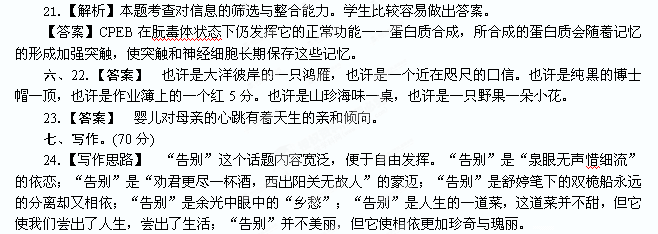 21.【解析】本题考查对信息的筛选与整合能力。学生比较容易做出答案。
【答案】CPEB 在朊毒体状态下仍发挥它的正常功能——蛋白质合成，所合成的蛋白质会随着记忆
的形成加强突触，使突触和神经细胞长期保存这些记忆。
六、22.【答案】 也许是大洋彼岸的一只鸿雁，也许是一个近在咫尺的口信。也许是纯果的博士
帽一顶，也许是作业簿上的一个红 5 分。也许是山珍海味一桌，也许是一只野果一朵小花。
23.【答案】 婴儿对母亲的心跳有着天生的亲和倾向。
七、写作。(70 分)
24.【写作思路】 “告别”这个话题内容宽泛，便于自由发挥。“告别”是“泉眼无声惜细流”
的依恋；“告别”是“劝君更尽一杯酒，西出阳关无故人”的豪迈；“告别”是舒婷笔下的双桅船永远
的分离却又相依；“告别”是余光中眼中的“乡愁”；“告别”是人生的一道菜，这道菜并不甜，但它
使我们尝出了人生，尝出了生活；“告别”并不美丽，但它使相依更加珍奇与瑰丽。